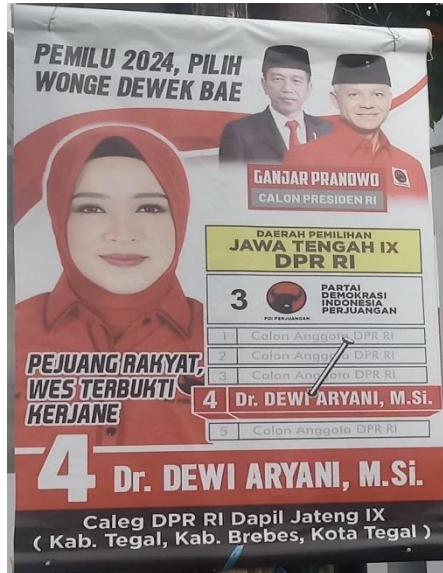 PEMILU 2024, PILIH
WONGE DEWEK BAE
GANJAR PRANOWO
CALON PRESIDEN RI
DAERAH PEMILIHAN
JAWA TENGAH IX
DPR RI
3
PDI PERJUANGAN
PARTAI
DEMOKRASI
INDONESIA
PERJUANGAN
1 Calon Anggota DPR RI
2 Calon Anggota DPR RI
3 Calon Anggota DPR RI
4 Dr. DEWI ARYANI, M.Si.
5 Calon Anggota DPR RI
PEJUANG RAKYAT,
WES TERBUKTI
KERJANE
4 Dr. DEWI ARYANI, M.Si.
Caleg DPR RI Dapil Jateng IX
( Kab. Tegal, Kab. Brebes, Kota Tegal )